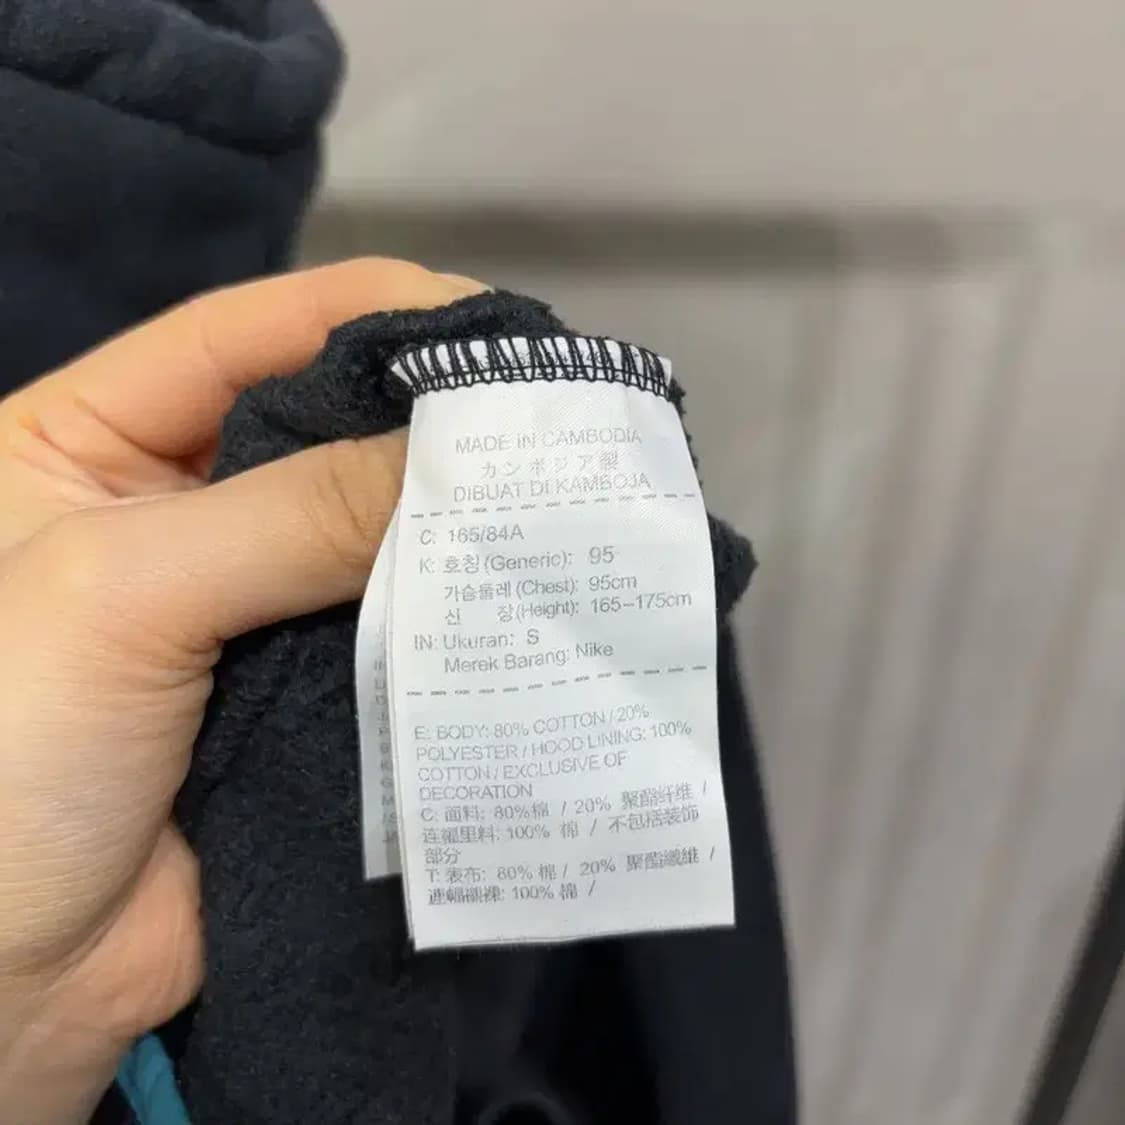 MADE IN CAMBODIA
カンボジア製
DIBUAT DI KAMBOJA
C: 165/84A
K: 호칭(Generic): 95
가슴둘레(Chest): 95cm
신 장(Height): 165-175cm
IN: Ukuran: S
Merek Barang: Nike
E: BODY: 80% COTTON / 20%
POLYESTER / HOOD LINING: 100%
COTTON / EXCLUSIVE OF
DECORATION
C: 面料: 80%棉 / 20% 聚酯纤维 /
连帽里料: 100% 棉 / 不包括装饰
部分
T: 表布: 80% 棉 / 20% 聚酯纖維 /
連帽襯裡: 100% 棉 /